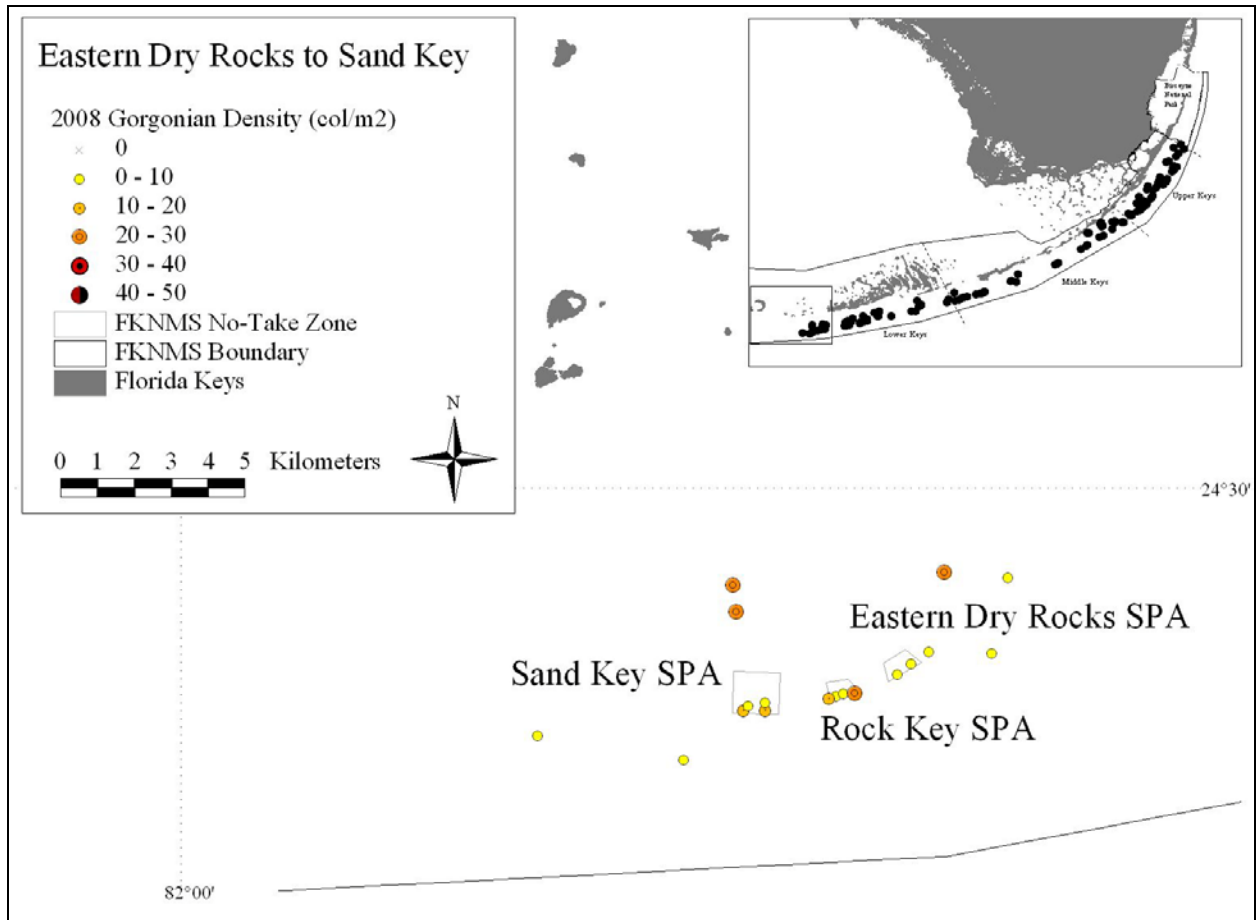 Eastern Dry Rocks to Sand Key
2008 Gorgonian Density (col/m2)
0
0 - 10
10 - 20
20 - 30
30 - 40
40 - 50
FKNMS No-Take Zone
FKNMS Boundary
Florida Keys
N
0 1 2 3 4 5 Kilometers
Biscayne
National
Park
Upper Keys
Middle Keys
Lower Keys
24°30'
Eastern Dry Rocks SPA
Sand Key SPA
Rock Key SPA
82°00'